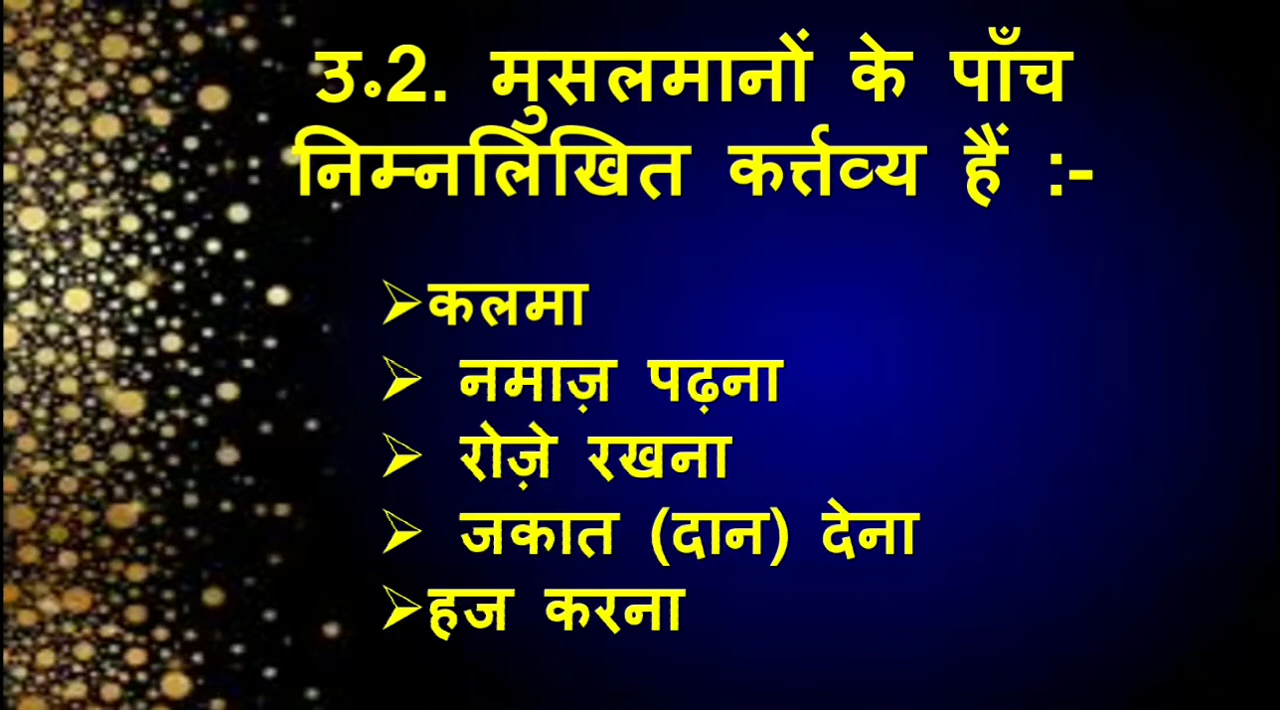 उ॰2. मुसलमानों के पाँच
निम्नलिखित कर्त्तव्य हैं :-
➢कलमा
➢ नमाज़ पढ़ना
➢ रोज़े रखना
➢ जकात (दान) देना
➢हज करना